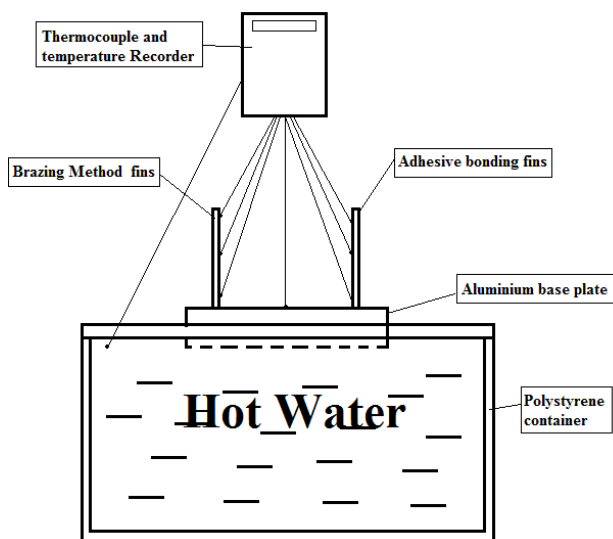 Thermocouple and
temperature Recorder
Brazing Method fins
Adhesive bonding fins
Aluminium base plate
Hot Water
Polystyrene
container